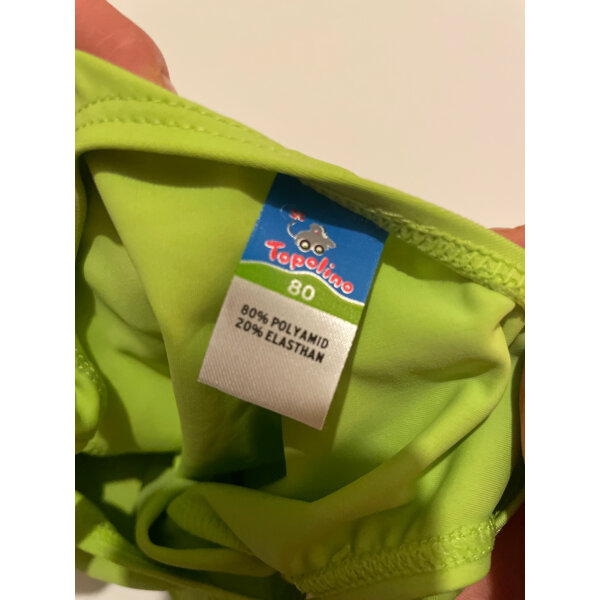 Topolino
80
80% POLYAMID
20% ELASTHAN